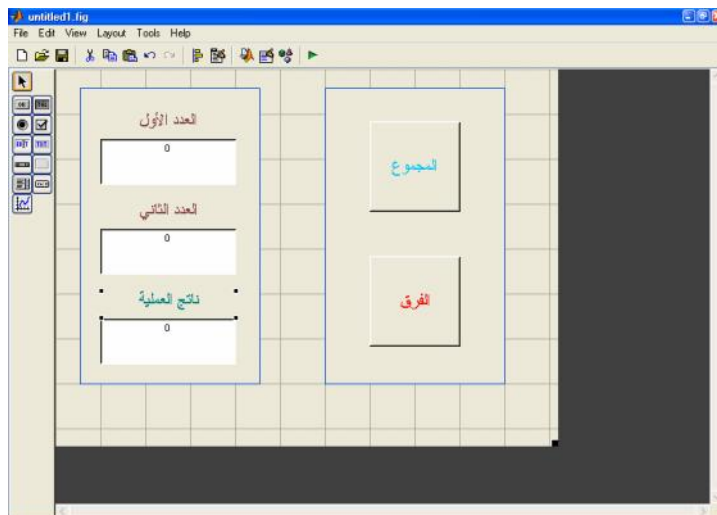 untitled1.fig
File Edit View Layout Tools Help
العدد الأول
0
العدد الثاني
0
ناتج العملية
0
المجموع
الفرق